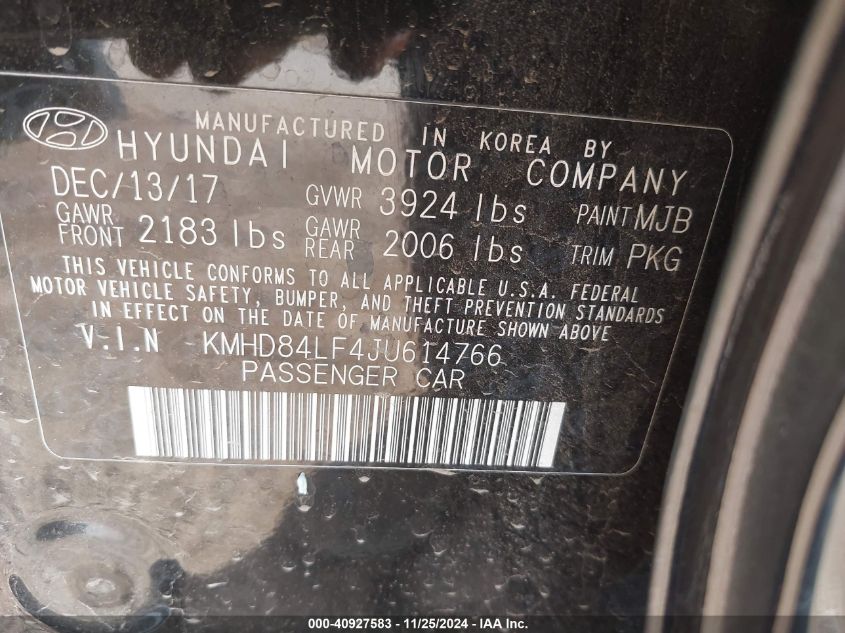 MANUFACTURED IN KOREA BY
HYUNDAI MOTOR COMPANY
DEC/13/17 GVWR 3924 lbs PAINT MJB
GAWR FRONT 2183 lbs GAWR REAR 2006 lbs TRIM PKG
THIS VEHICLE CONFORMS TO ALL APPLICABLE U.S.A. FEDERAL
MOTOR VEHICLE SAFETY, BUMPER, AND THEFT PREVENTION STANDARDS
IN EFFECT ON THE DATE OF MANUFACTURE SHOWN ABOVE
V.I.N KMHD84LF4JU614766
PASSENGER CAR
000-40927583 - 11/25/2024 - IAA Inc.